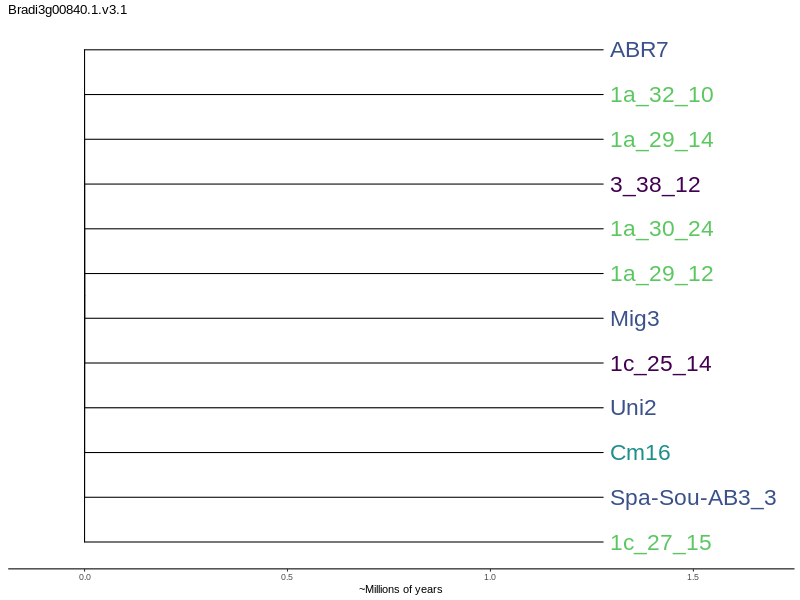 Bradi3g00840.1.v3.1
ABR7
1a_32_10
1a_29_14
3_38_12
1a_30_24
1a_29_12
Mig3
1c_25_14
Uni2
Cm16
Spa-Sou-AB3_3
1c_27_15
0.0 0.5 1.0 1.5
~Millions of years